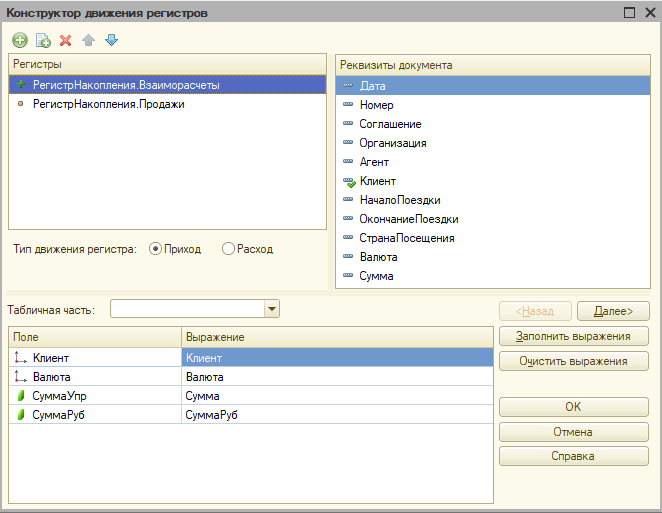 Конструктор движения регистров
Регистры
РегистрНакопления.Взаиморасчеты
РегистрНакопления.Продажи
Тип движения регистра: Приход Расход
Реквизиты документа
Дата
Номер
Соглашение
Организация
Агент
Клиент
НачалоПоездки
ОкончаниеПоездки
СтранаПосещения
Валюта
Сумма
Табличная часть:
<Назад Далее>
Поле Выражение
Клиент Клиент
Валюта Валюта
СуммаУпр Сумма
СуммаРуб СуммаРуб
Заполнить выражения
Очистить выражения
OK
Отмена
Справка